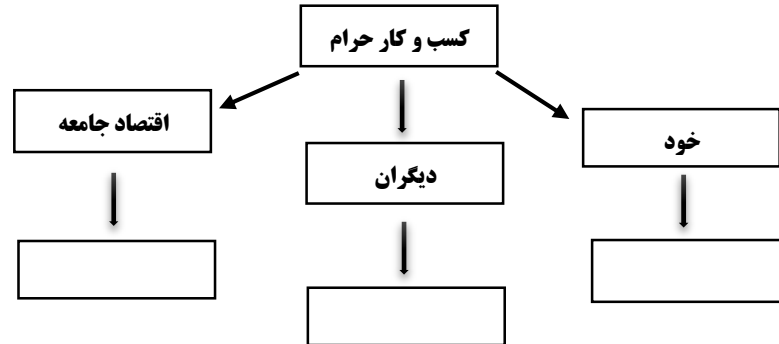 کسب و کار حرام
خود
دیگران
اقتصاد جامعه